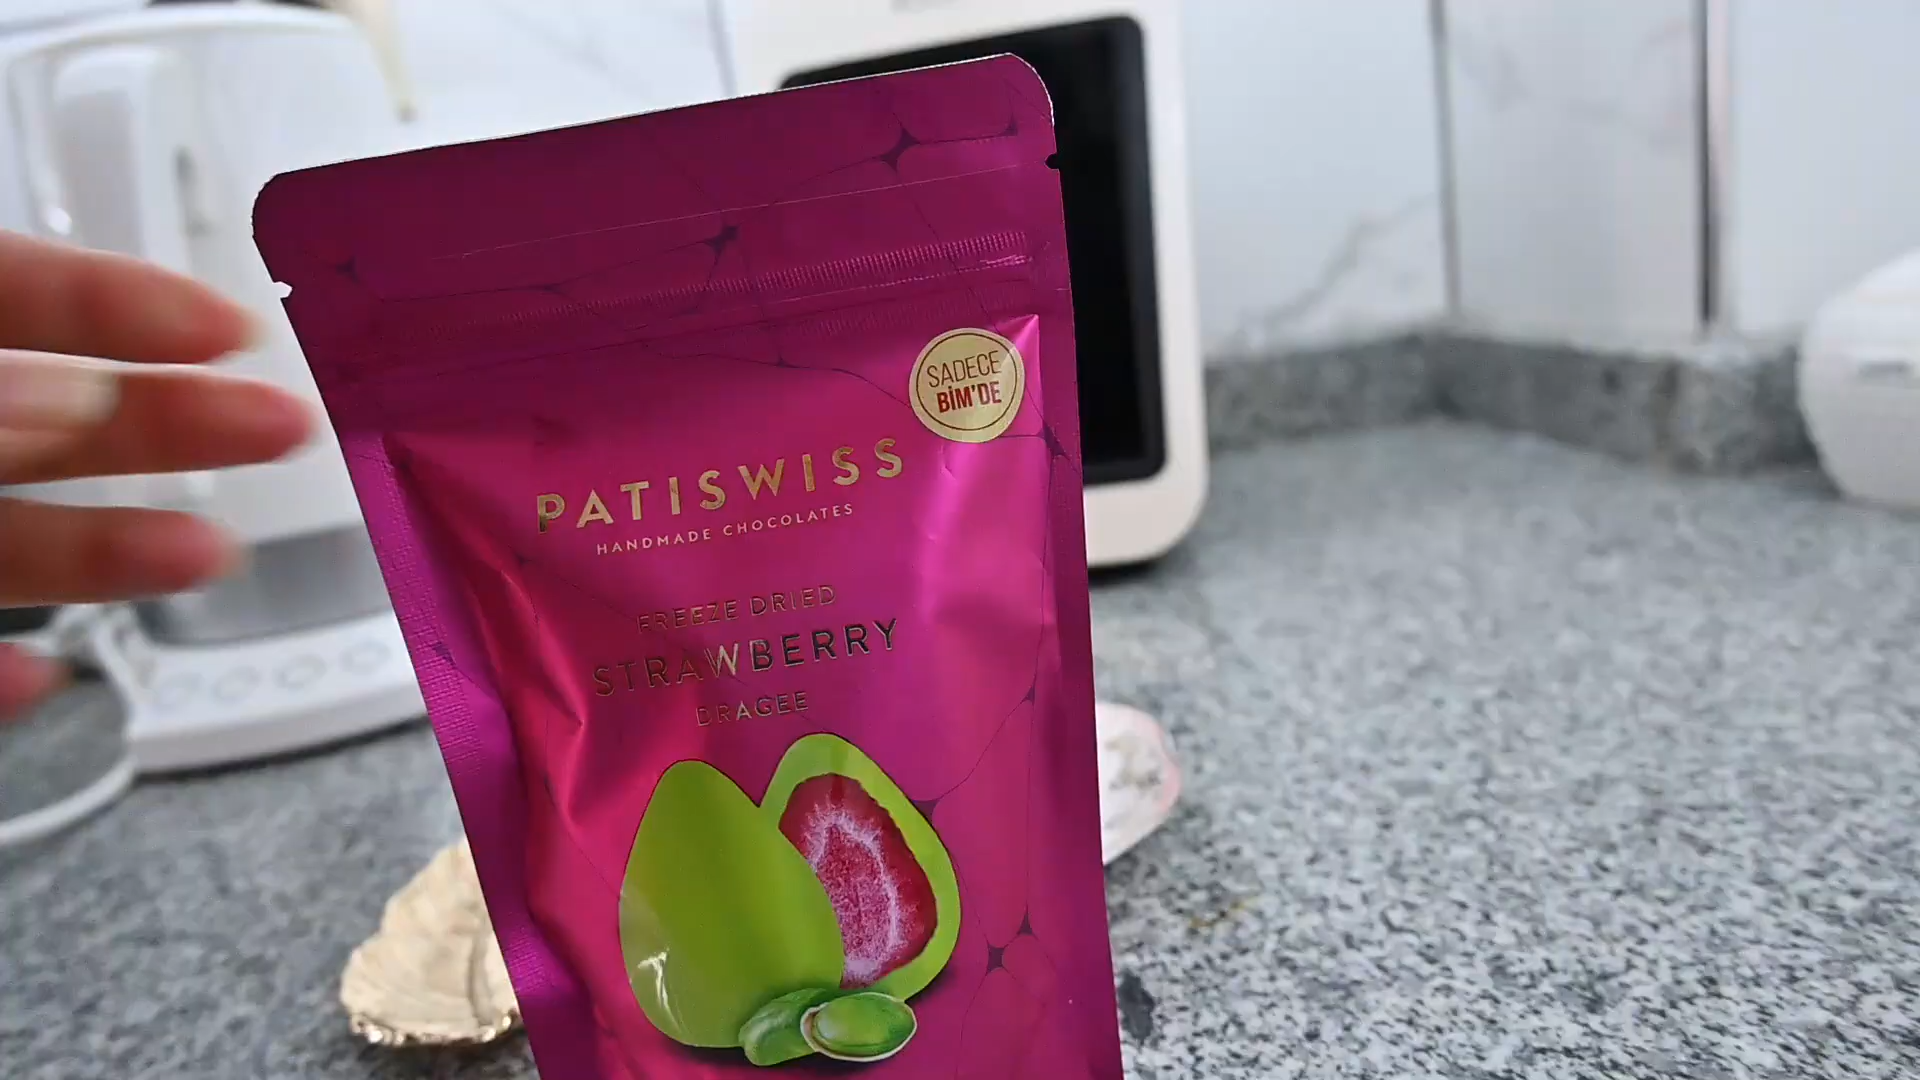 SADECE
BİM'DE
PATISWISS
HANDMADE CHOCOLATES
FREEZE DRIED
STRAWBERRY
DRAGEE